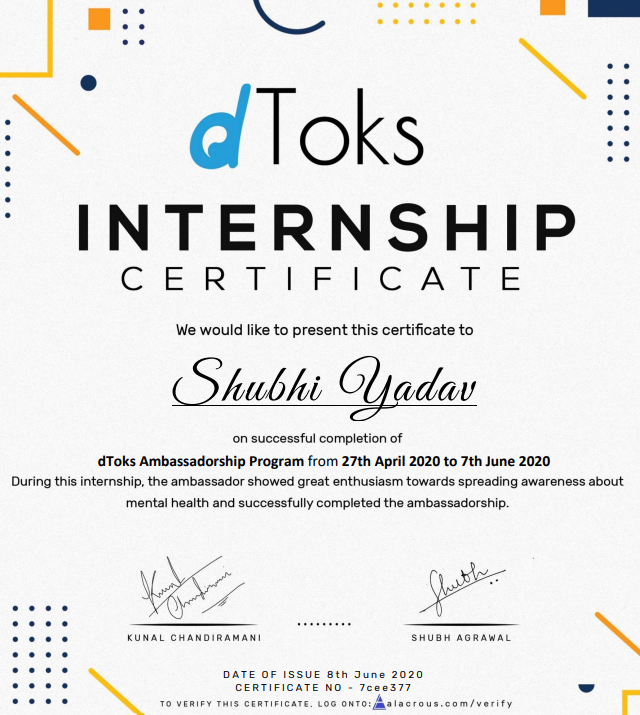 dToks
INTERNSHIP
CERTIFICATE
We would like to present this certificate to
Shubhi Yadav
on successful completion of
dToks Ambassadorship Program from 27th April 2020 to 7th June 2020
During this internship, the ambassador showed great enthusiasm towards spreading awareness about
mental health and successfully completed the ambassadorship.
Kunal Shubh
Chandiramani
KUNAL CHANDIRAMANI SHUBH AGRAWAL
DATE OF ISSUE 8th June 2020
CERTIFICATE NO - 7cee377
TO VERIFY THIS CERTIFICATE, LOG ONTO: alacrous.com/verify